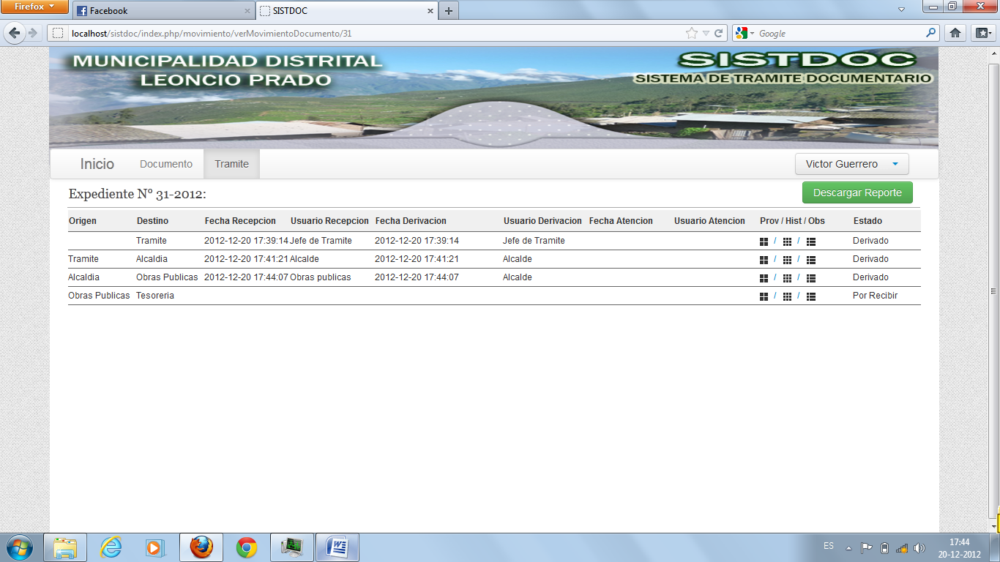 Firefox
Facebook
SISTDOC
localhost/sistdoc/index.php/movimiento/verMovimientoDocumento/31
Google
MUNICIPALIDAD DISTRITAL
LEONCIO PRADO
SISTDOC
SISTEMA DE TRAMITE DOCUMENTARIO
Inicio Documento Tramite Victor Guerrero
Expediente N° 31-2012: Descargar Reporte
Origen Destino Fecha Recepcion Usuario Recepcion Fecha Derivacion Usuario Derivacion Fecha Atencion Usuario Atencion Prov / Hist / Obs Estado
Tramite 2012-12-20 17:39:14 Jefe de Tramite 2012-12-20 17:39:14 Jefe de Tramite / / Derivado
Tramite Alcaldia 2012-12-20 17:41:21 Alcalde 2012-12-20 17:41:21 Alcalde / / Derivado
Alcaldia Obras Publicas 2012-12-20 17:44:07 Obras publicas 2012-12-20 17:44:07 Alcalde / / Derivado
Obras Publicas Tesoreria / / Por Recibir
ES
17:44
20-12-2012